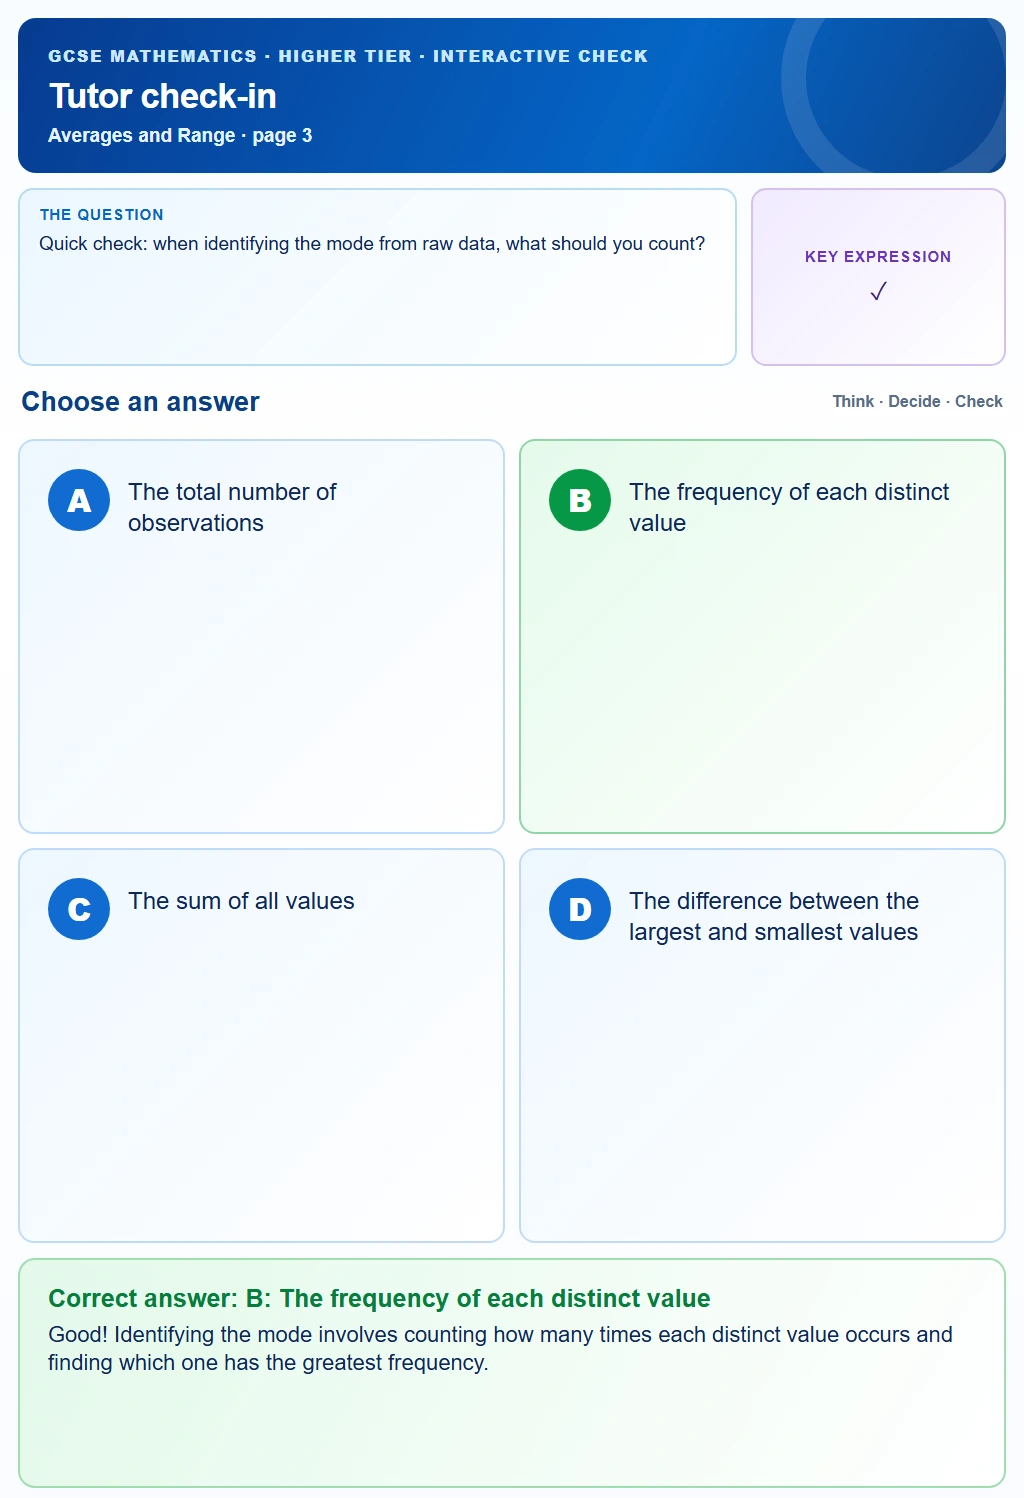 GCSE MATHEMATICS · HIGHER TIER · INTERACTIVE CHECK
Tutor check-in
Averages and Range · page 3
THE QUESTION
Quick check: when identifying the mode from raw data, what should you count?
KEY EXPRESSION
✓
Choose an answer
Think · Decide · Check
A
The total number of
observations
B
The frequency of each distinct
value
C
The sum of all values
D
The difference between the
largest and smallest values
Correct answer: B: The frequency of each distinct value
Good! Identifying the mode involves counting how many times each distinct value occurs and
finding which one has the greatest frequency.